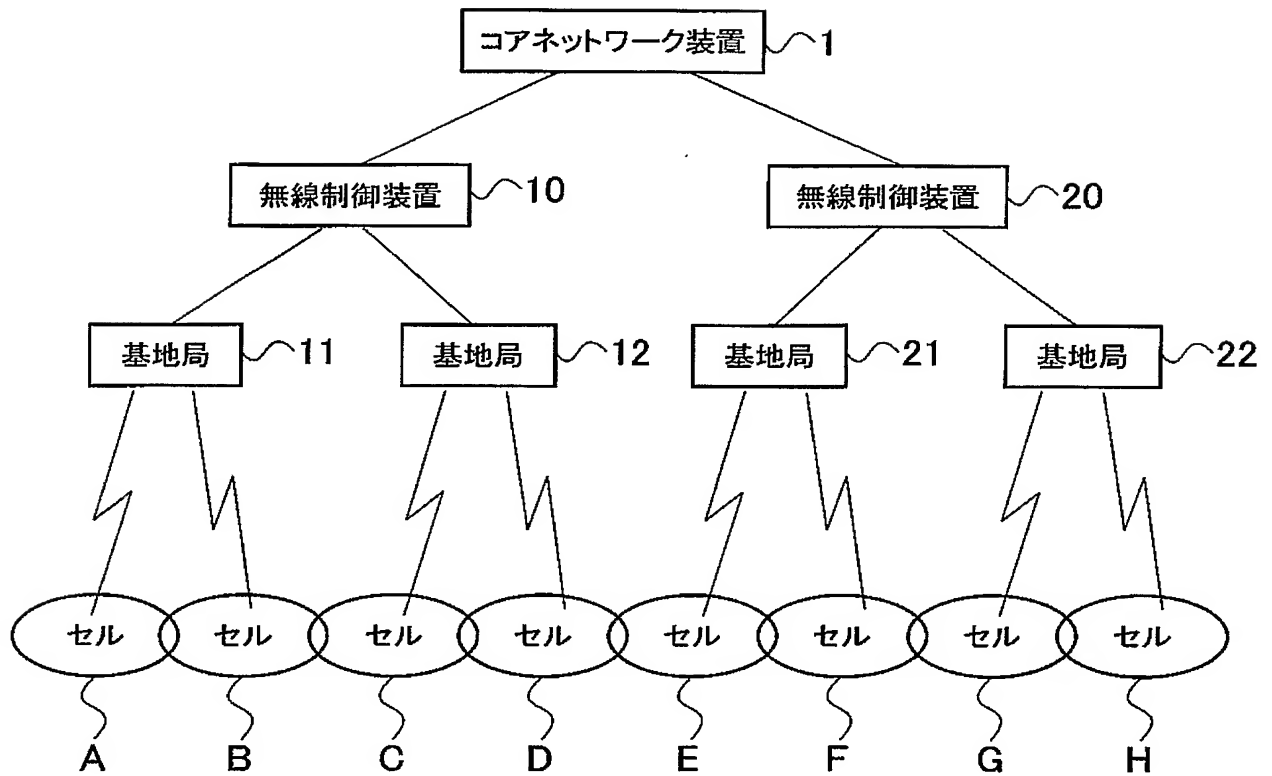 コアネットワーク装置 1
無線制御装置 10 無線制御装置 20
基地局 11 基地局 12 基地局 21 基地局 22
セル セル セル セル セル セル セル セル
A B C D E F G H